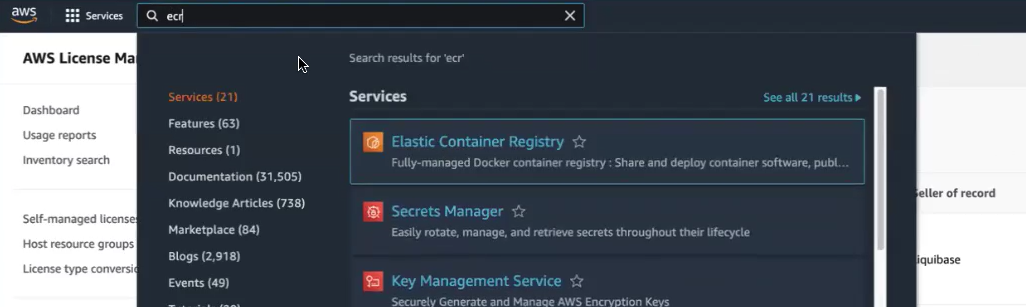 aws
Services
ecr
AWS License Ma
Dashboard
Usage reports
Inventory search
Self-managed license
Host resource groups
License type conversi
Search results for 'ecr'
Services (21)
Features (63)
Resources (1)
Documentation (31,505)
Knowledge Articles (738)
Marketplace (84)
Blogs (2,918)
Events (49)
Services
See all 21 results
Elastic Container Registry
Fully-managed Docker container registry : Share and deploy container software, publ...
Secrets Manager
Easily rotate, manage, and retrieve secrets throughout their lifecycle
Key Management Service
Securely Generate and Manage AWS Encryption Keys
Seller of record
iquibase